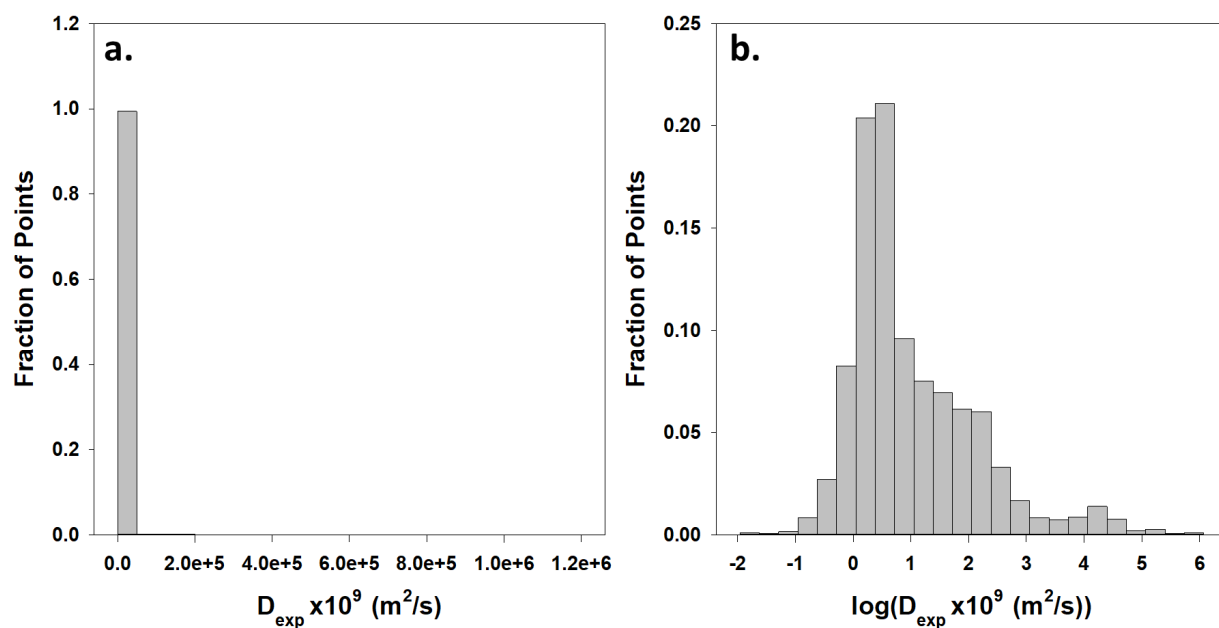 a.
1.2
1.0
0.8
0.6
0.4
0.2
0.0
Fraction of Points
0.0 2.0e+5 4.0e+5 6.0e+5 8.0e+5 1.0e+6 1.2e+6
D_exp x10^9 (m^2/s)
b.
0.25
0.20
0.15
0.10
0.05
0.00
Fraction of Points
-2 -1 0 1 2 3 4 5 6
log(D_exp x10^9 (m^2/s))